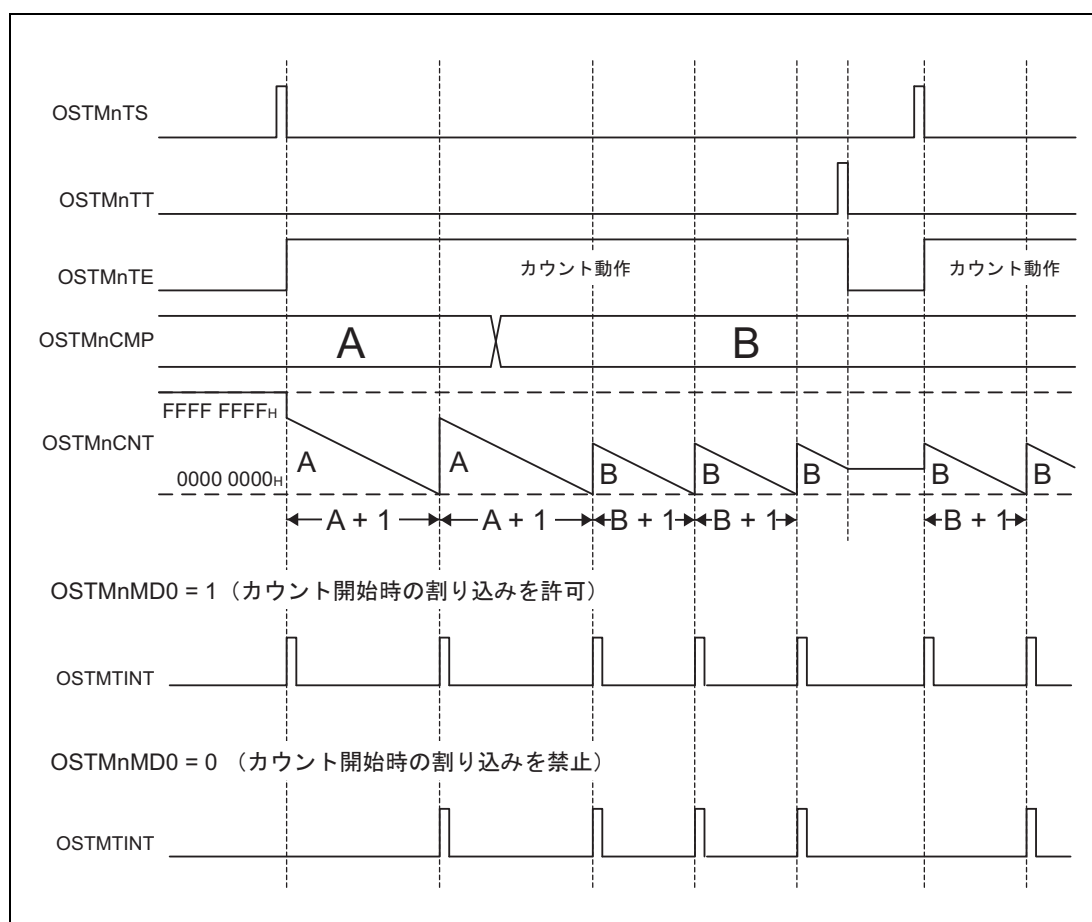 OSTMnTS
OSTMnTT
OSTMnTE カウント動作 カウント動作
OSTMnCMP A B
FFFF FFFFH
OSTMnCNT A A B B B B B
0000 0000H
A + 1 A + 1 B + 1 B + 1 B + 1
OSTMnMD0 = 1（カウント開始時の割り込みを許可）
OSTMTINT
OSTMnMD0 = 0 （カウント開始時の割り込みを禁止）
OSTMTINT